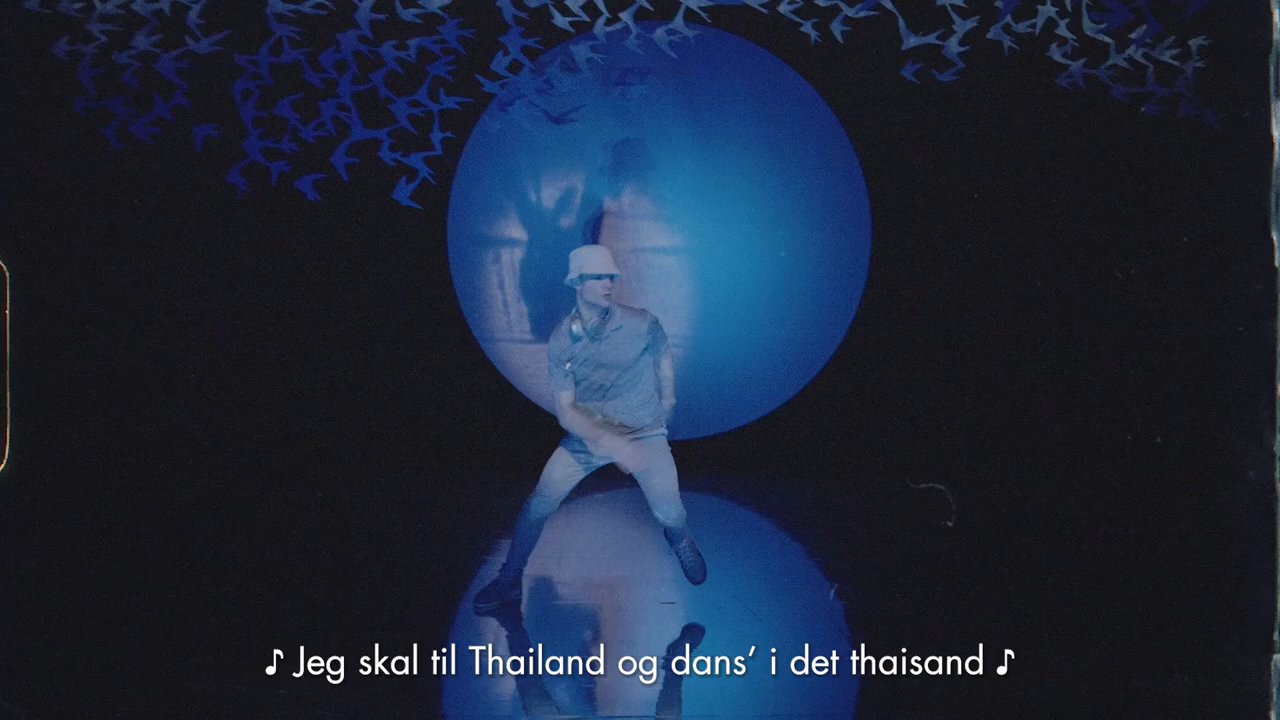 ♪ Jeg skal til Thailand og dans’ i det thaisand ♪